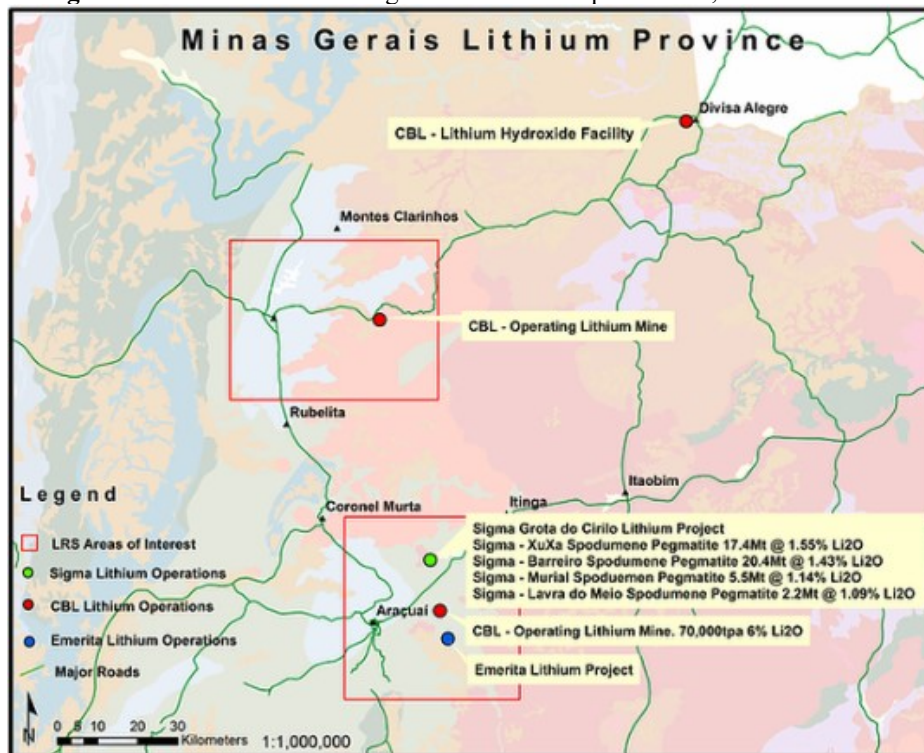 Minas Gerais Lithium Province
Divisa Alegre
CBL - Lithium Hydroxide Facility
Montes Clarinhos
CBL - Operating Lithium Mine
Rubelita
Legend
LRS Areas of Interest
Sigma Lithium Operations
CBL Lithium Operations
Emerita Lithium Operations
Major Roads
Coronel Murta
Itinga
Itaobim
Sigma Grota do Cirilo Lithium Project
Sigma - XuXa Spodumene Pegmatite 17.4Mt @ 1.55% Li2O
Sigma - Barreiro Spodumene Pegmatite 20.4Mt @ 1.43% Li2O
Sigma - Murial Spoduemen Pegmatite 5.5Mt @ 1.14% Li2O
Sigma - Lavra do Meio Spodumene Pegmatite 2.2Mt @ 1.09% Li2O
Araçuaí
CBL - Operating Lithium Mine. 70,000tpa 6% Li2O
Emerita Lithium Project
N
0 5 10 20 30
Kilometers 1:1,000,000